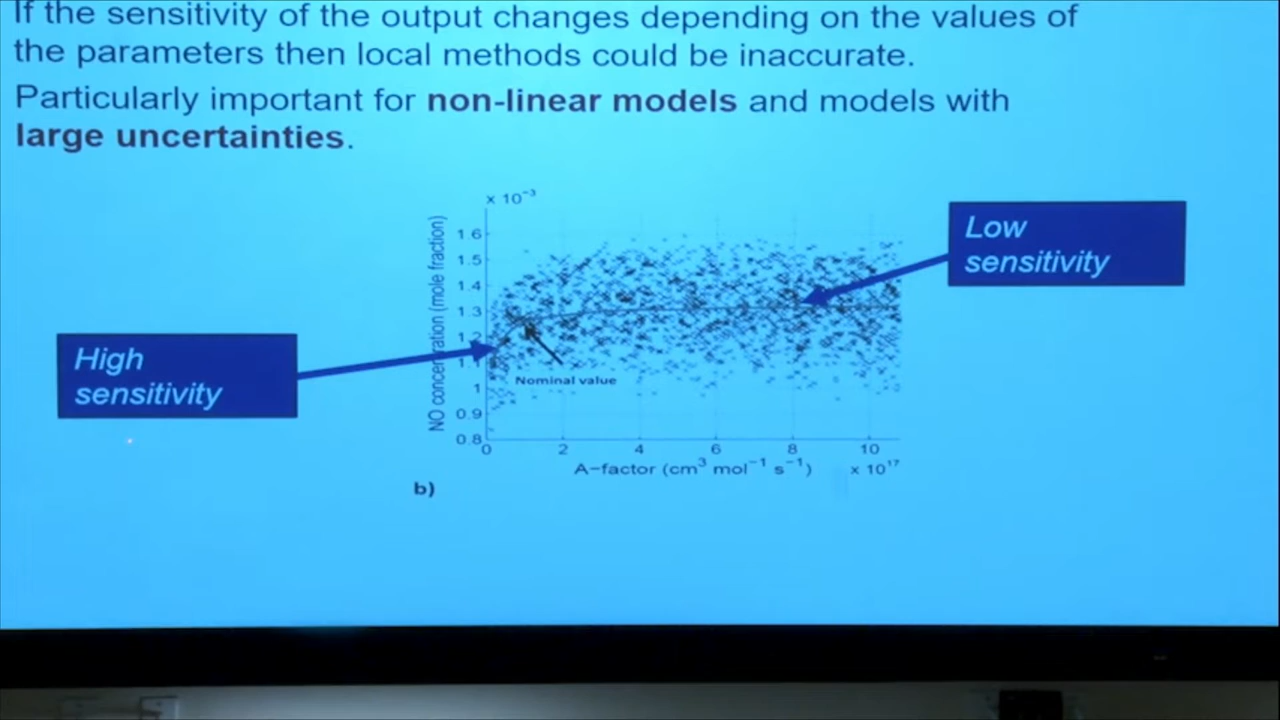 If the sensitivity of the output changes depending on the values of
the parameters then local methods could be inaccurate.
Particularly important for non-linear models and models with
large uncertainties.
x 10⁻³
NO concentration (mole fraction)
1.6
1.5
1.4
1.3
1.2
1.1
1
0.9
0.8
0
2
4
6
8
10
A-factor (cm³ mol⁻¹ s⁻¹)
x 10¹⁷
Nominal value
High
sensitivity
Low
sensitivity
b)